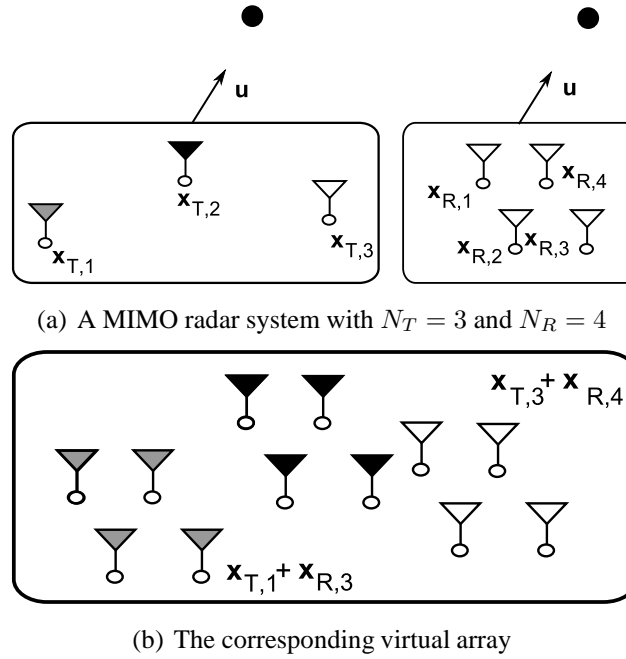 u
u
x_{T,2}
x_{T,1}
x_{T,3}
x_{R,1}
x_{R,4}
x_{R,2}
x_{R,3}
(a) A MIMO radar system with N_T = 3 and N_R = 4
x_{T,3} + x_{R,4}
x_{T,1} + x_{R,3}
(b) The corresponding virtual array